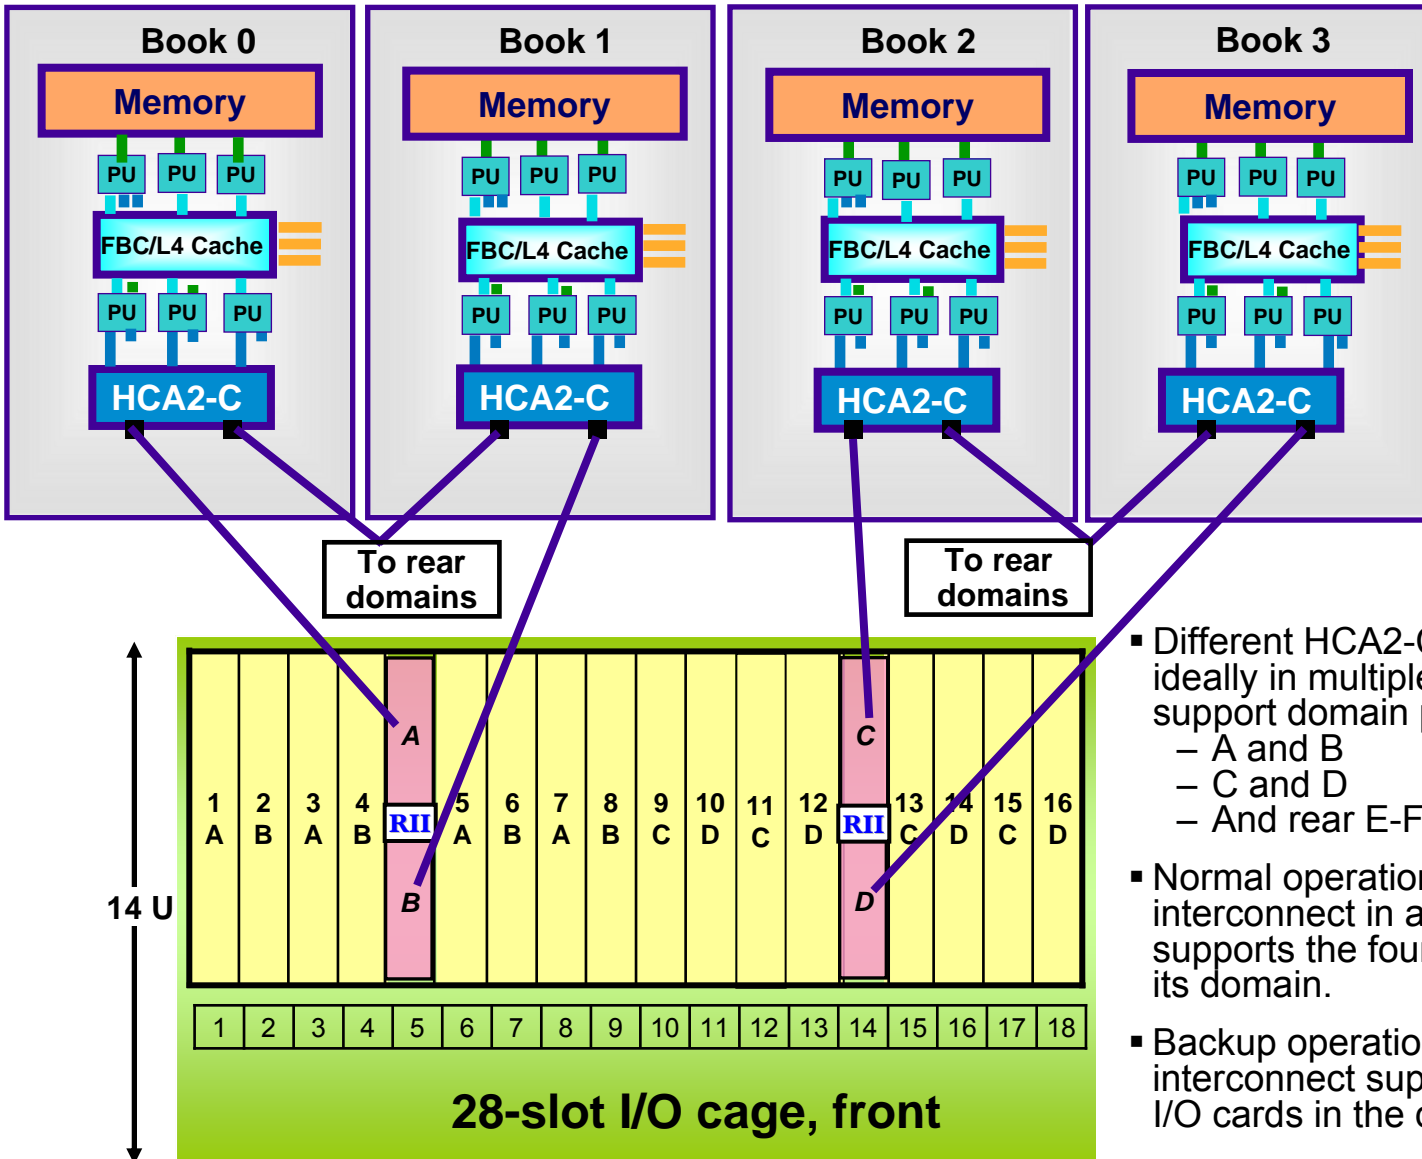 Book 0
Memory
PU PU PU
FBC/L4 Cache
PU PU PU
HCA2-C
Book 1
Memory
PU PU PU
FBC/L4 Cache
PU PU PU
HCA2-C
Book 2
Memory
PU PU PU
FBC/L4 Cache
PU PU PU
HCA2-C
Book 3
Memory
PU PU PU
FBC/L4 Cache
PU PU PU
HCA2-C
To rear
domains
To rear
domains
14 U
A C
1 2 3 4 RII 5 6 7 8 9 10 11 12 RII 13 14 15 16
A B A B A B A B C D C D C D C D
B D
1 2 3 4 5 6 7 8 9 10 11 12 13 14 15 16 17 18
28-slot I/O cage, front
▪ Different HCA2-C
ideally in multiple
support domain p
– A and B
– C and D
– And rear E-F
▪ Normal operation
interconnect in a
supports the four
its domain.
▪ Backup operatio
interconnect sup
I/O cards in the d